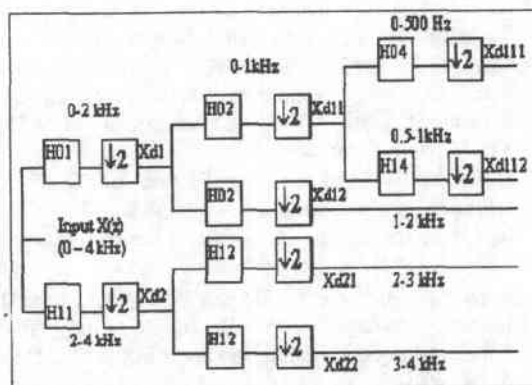 0-500 Hz
H04 ↓2 Xd111
0-1kHz
0-2 kHz
H02 ↓2 Xd11
0.5-1kHz
H01 ↓2 Xd1
H14 ↓2 Xd112
H02 ↓2 Xd12
1-2 kHz
Input X(z)
(0-4 kHz)
H12 ↓2
Xd21 2-3 kHz
H11 ↓2 Xd2
2-4 kHz
H12 ↓2
Xd22 3-4 kHz